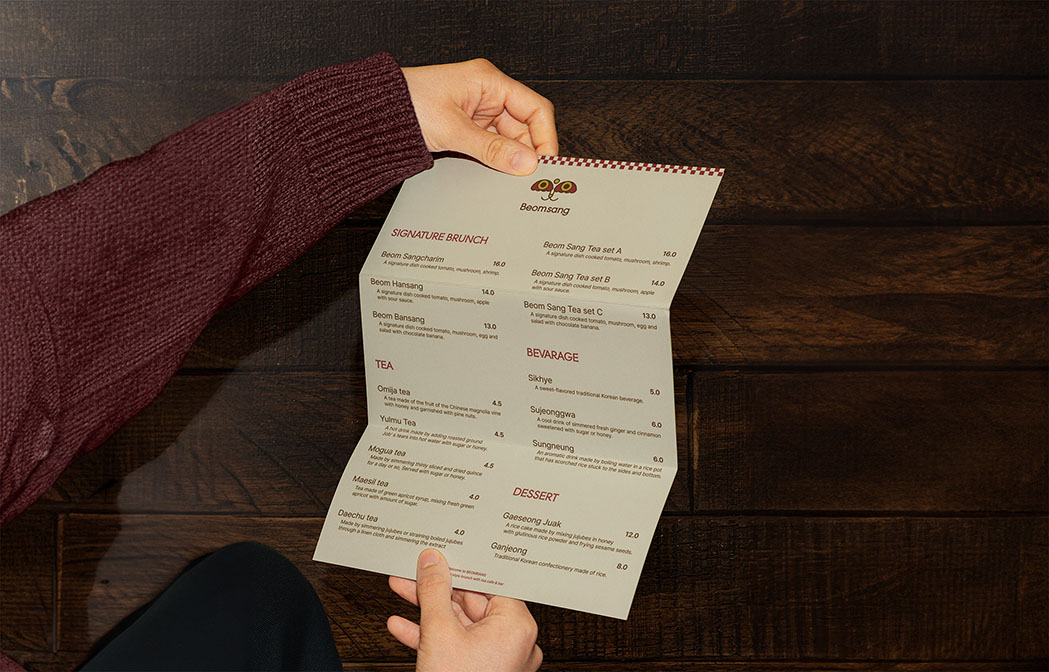 Beomsang
SIGNATURE BRUNCH
Beom Sangcharim 16.0
A signature dish cooked tomato, mushroom, shrimp.
Beom Hansang 14.0
A signature dish cooked tomato, mushroom, apple
with sour sauce.
Beom Bansang 13.0
A signature dish cooked tomato, mushroom, egg and
salad with chocolate banana.
TEA
Omija tea 4.5
A tea made of the fruit of the Chinese magnolia vine
with honey and garnished with pine nuts.
Yulmu Tea 4.5
A hot drink made by adding roasted ground
Job's tears into hot water with sugar or honey.
Mogua tea 4.5
Made by simmering thiny sliced and dried quince
for a day or so, Served with sugar or honey.
Maesil tea 4.0
Tea made of green apricot syrup, mixing fresh green
apricot with amount of sugar.
Daechu tea 4.0
Made by simmering jujubes or straining boiled jujubes
through a linen cloth and simmering the extract
Beom Sang Tea set A 16.0
A signature dish cooked tomato, mushroom, shrimp.
Beom Sang Tea set B 14.0
A signature dish cooked tomato, mushroom, apple
with sour sauce.
Beom Sang Tea set C 13.0
A signature dish cooked tomato, mushroom, egg and
salad with chocolate banana.
BEVARAGE
Sikhye 5.0
A sweet-flavored traditional Korean beverage.
Sujeonggwa 6.0
A cool drink of simmered fresh ginger and cinnamon
sweetened with sugar or honey.
Sungneung 6.0
An aromatic drink made by boiling water in a rice pot
that has scorched rice stuck to the sides and bottom.
DESSERT
Gaeseong Juak 12.0
A rice cake made by mixing jujubes in honey
with glutinous rice powder and frying sesame seeds.
Ganjeong 8.0
Traditional Korean confectionery made of rice.
to BEOMSANG
brunch with tea cafe & bar